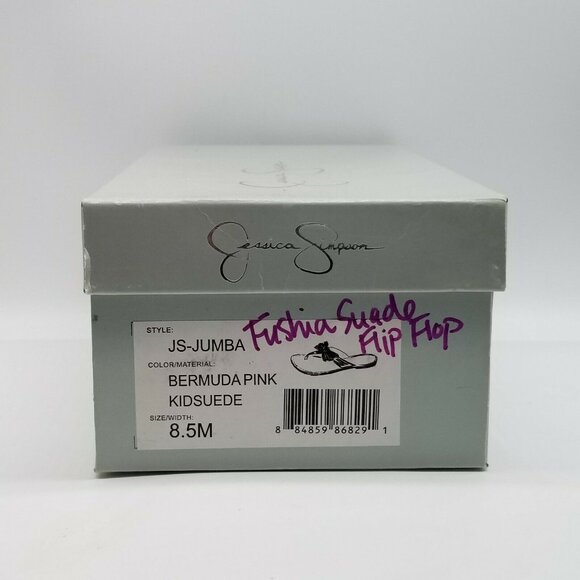 Jessica Simpson
Fushia Suade
Flip Flop
STYLE:
JS-JUMBA
COLOR/MATERIAL:
BERMUDA PINK
KIDSUEDE
SIZE/WIDTH:
8.5M
8 84859 86829 1